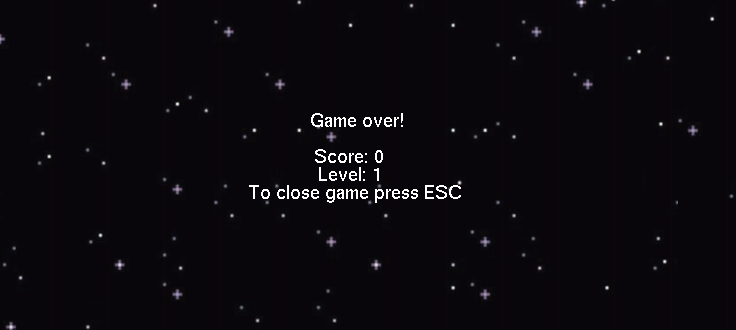 Game over!
Score: 0
Level: 1
To close game press ESC